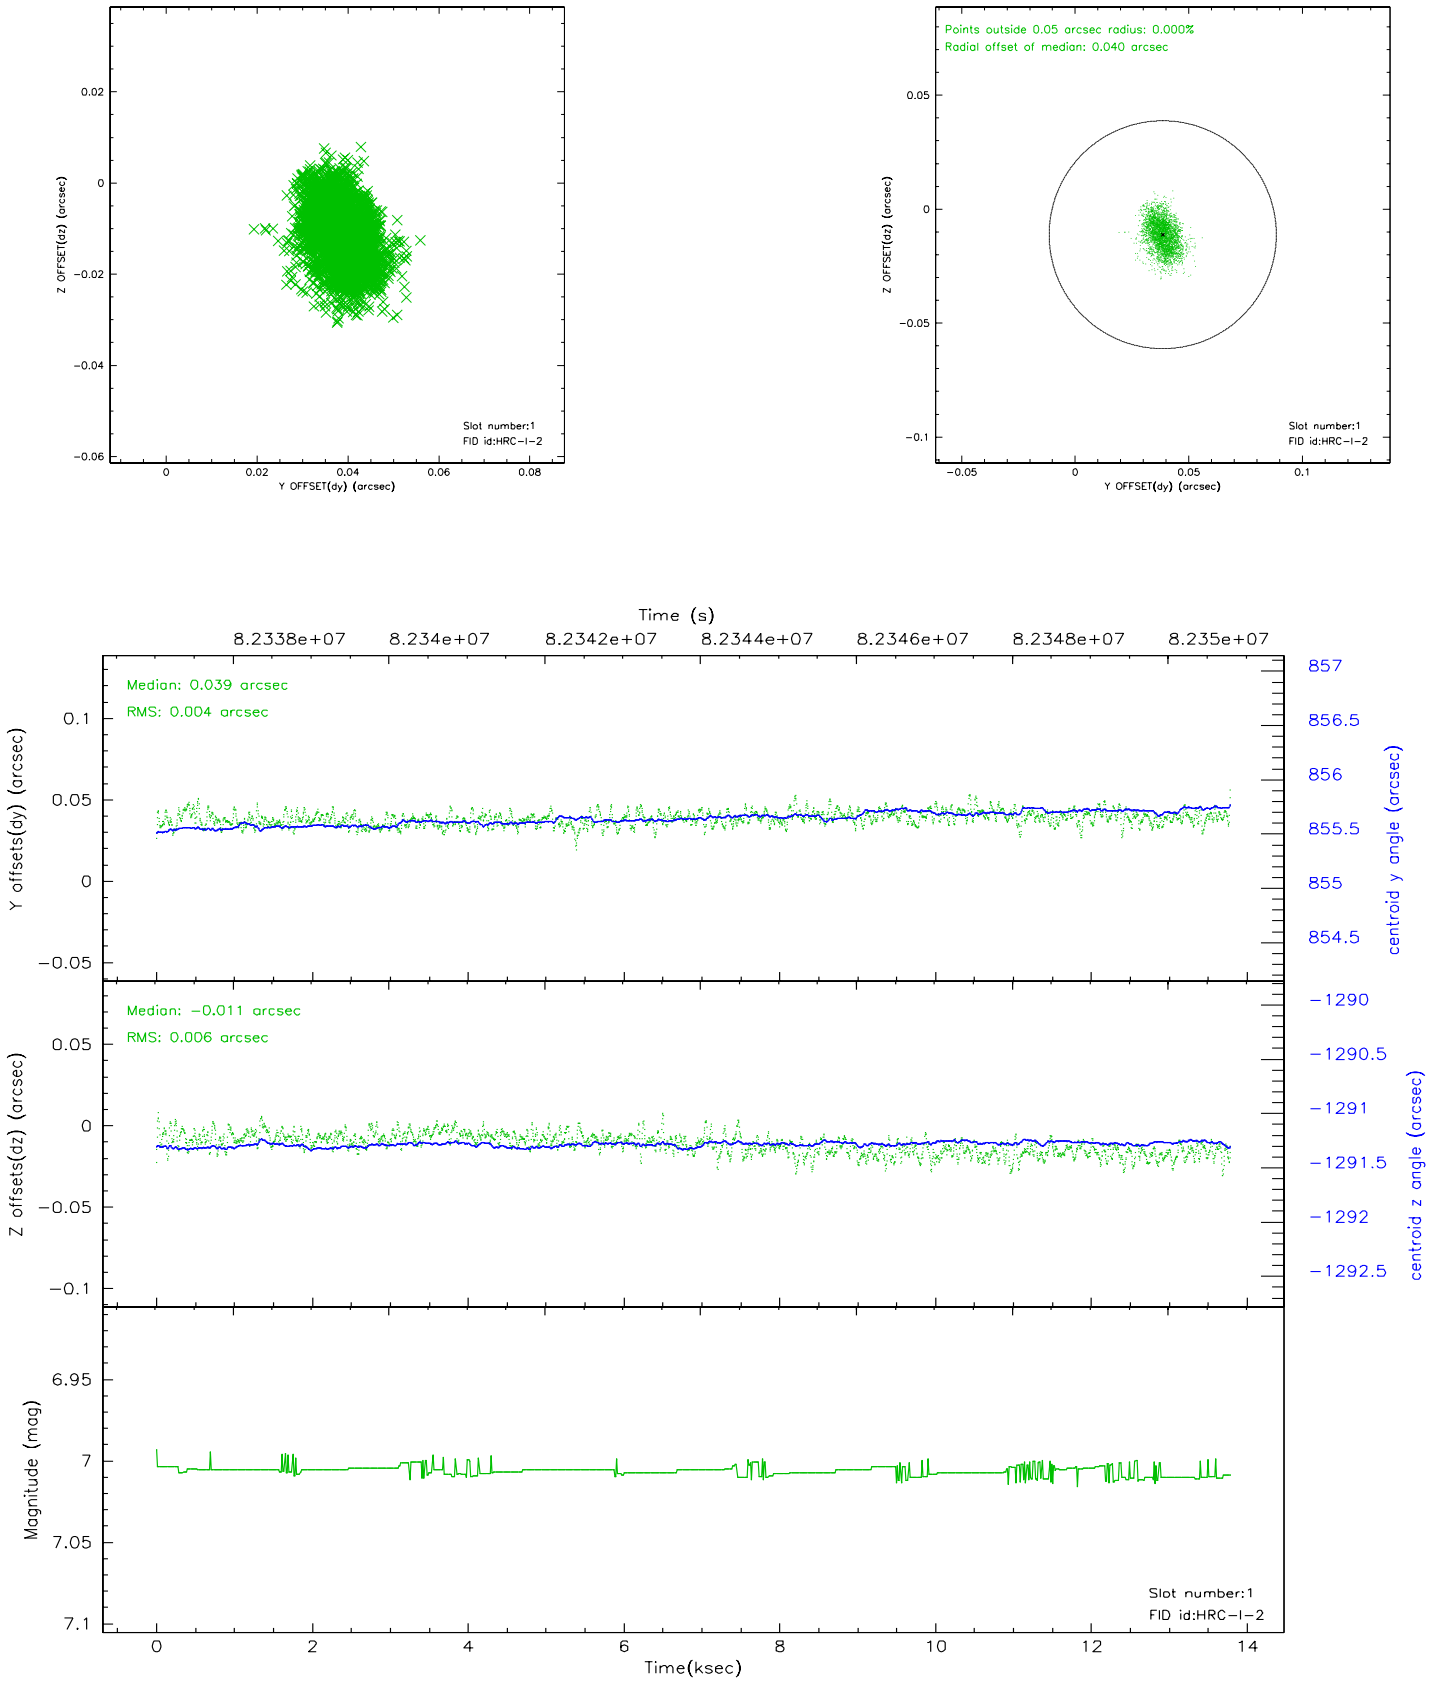 0.02
0
−0.02
−0.04
−0.06
Z OFFSET(dz) (arcsec)
Slot number:1
FID id:HRC−I−2
0 0.02 0.04 0.06 0.08
Y OFFSET(dy) (arcsec)
Points outside 0.05 arcsec radius: 0.000%
Radial offset of median: 0.040 arcsec
0.05
0
−0.05
−0.1
Z OFFSET(dz) (arcsec)
Slot number:1
FID id:HRC−I−2
−0.05 0 0.05 0.1
Y OFFSET(dy) (arcsec)
Time (s)
8.2338e+07 8.234e+07 8.2342e+07 8.2344e+07 8.2346e+07 8.2348e+07 8.235e+07
Median: 0.039 arcsec
RMS: 0.004 arcsec
0.1
0.05
0
−0.05
Y offsets(dy) (arcsec)
857
856.5
856
855.5
855
854.5
centroid y angle (arcsec)
Median: −0.011 arcsec
RMS: 0.006 arcsec
0.05
0
−0.05
−0.1
Z offsets(dz) (arcsec)
−1290
−1290.5
−1291
−1291.5
−1292
−1292.5
centroid z angle (arcsec)
6.95
7
7.05
7.1
Magnitude (mag)
Slot number:1
FID id:HRC−I−2
0 2 4 6 8 10 12 14
Time(ksec)